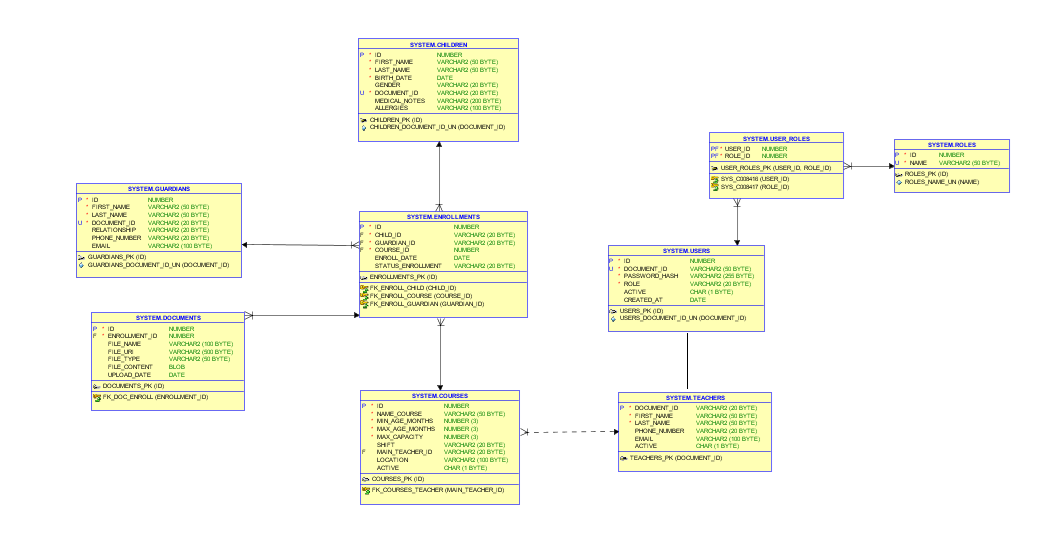 SYSTEM.CHILDREN
P * ID NUMBER
* FIRST_NAME VARCHAR2 (50 BYTE)
* LAST_NAME VARCHAR2 (50 BYTE)
* BIRTH_DATE DATE
GENDER VARCHAR2 (20 BYTE)
U * DOCUMENT_ID VARCHAR2 (20 BYTE)
MEDICAL_NOTES VARCHAR2 (200 BYTE)
ALLERGIES VARCHAR2 (100 BYTE)
CHILDREN_PK (ID)
CHILDREN_DOCUMENT_ID_UN (DOCUMENT_ID)
SYSTEM.USER_ROLES
PF * USER_ID NUMBER
PF * ROLE_ID NUMBER
USER_ROLES_PK (USER_ID, ROLE_ID)
SYS_C008416 (USER_ID)
SYS_C008417 (ROLE_ID)
SYSTEM.ROLES
P * ID NUMBER
U * NAME VARCHAR2 (50 BYTE)
ROLES_PK (ID)
ROLES_NAME_UN (NAME)
SYSTEM.GUARDIANS
P * ID NUMBER
* FIRST_NAME VARCHAR2 (50 BYTE)
* LAST_NAME VARCHAR2 (50 BYTE)
U * DOCUMENT_ID VARCHAR2 (20 BYTE)
RELATIONSHIP VARCHAR2 (20 BYTE)
PHONE_NUMBER VARCHAR2 (20 BYTE)
EMAIL VARCHAR2 (100 BYTE)
GUARDIANS_PK (ID)
GUARDIANS_DOCUMENT_ID_UN (DOCUMENT_ID)
SYSTEM.ENROLLMENTS
P * ID NUMBER
F * CHILD_ID VARCHAR2 (20 BYTE)
F * GUARDIAN_ID VARCHAR2 (20 BYTE)
F * COURSE_ID NUMBER
ENROLL_DATE DATE
STATUS_ENROLLMENT VARCHAR2 (20 BYTE)
ENROLLMENTS_PK (ID)
FK_ENROLL_CHILD (CHILD_ID)
FK_ENROLL_COURSE (COURSE_ID)
FK_ENROLL_GUARDIAN (GUARDIAN_ID)
SYSTEM.USERS
P * ID NUMBER
U * DOCUMENT_ID VARCHAR2 (50 BYTE)
* PASSWORD_HASH VARCHAR2 (255 BYTE)
* ROLE VARCHAR2 (20 BYTE)
ACTIVE CHAR (1 BYTE)
CREATED_AT DATE
USERS_PK (ID)
USERS_DOCUMENT_ID_UN (DOCUMENT_ID)
SYSTEM.DOCUMENTS
P * ID NUMBER
F * ENROLLMENT_ID NUMBER
FILE_NAME VARCHAR2 (100 BYTE)
FILE_URI VARCHAR2 (500 BYTE)
FILE_TYPE VARCHAR2 (50 BYTE)
FILE_CONTENT BLOB
UPLOAD_DATE DATE
DOCUMENTS_PK (ID)
FK_DOC_ENROLL (ENROLLMENT_ID)
SYSTEM.COURSES
P * ID NUMBER
* NAME_COURSE VARCHAR2 (50 BYTE)
* MIN_AGE_MONTHS NUMBER (3)
* MAX_AGE_MONTHS NUMBER (3)
* MAX_CAPACITY NUMBER (3)
SHIFT VARCHAR2 (20 BYTE)
F MAIN_TEACHER_ID VARCHAR2 (20 BYTE)
LOCATION VARCHAR2 (100 BYTE)
ACTIVE CHAR (1 BYTE)
COURSES_PK (ID)
FK_COURSES_TEACHER (MAIN_TEACHER_ID)
SYSTEM.TEACHERS
P * DOCUMENT_ID VARCHAR2 (20 BYTE)
* FIRST_NAME VARCHAR2 (50 BYTE)
* LAST_NAME VARCHAR2 (50 BYTE)
PHONE_NUMBER VARCHAR2 (20 BYTE)
EMAIL VARCHAR2 (100 BYTE)
ACTIVE CHAR (1 BYTE)
TEACHERS_PK (DOCUMENT_ID)